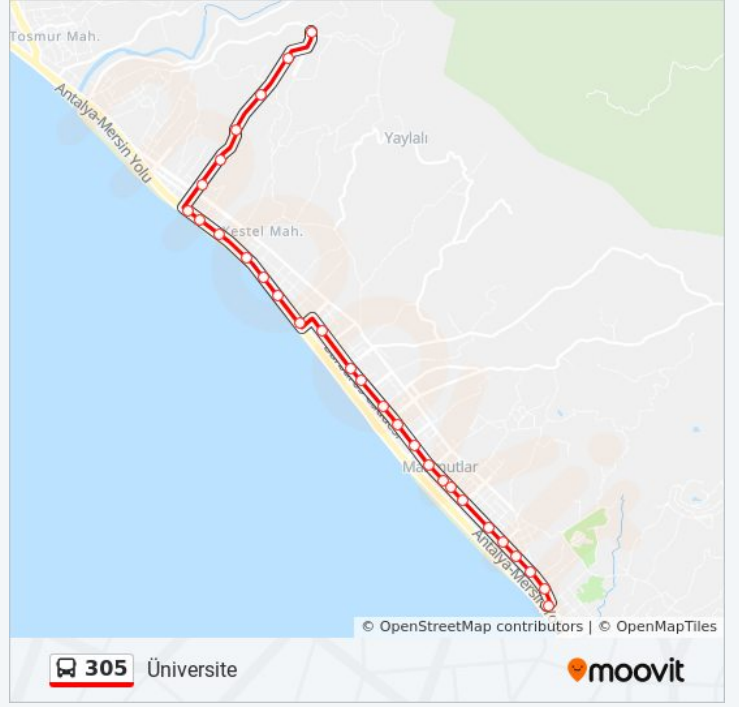 Tosmur Mah.
Antalya-Mersin Yolu
Yaylalı
Kestel Mah.
Mahmutlar
Antalya-Mersin
© OpenStreetMap contributors | © OpenMapTiles
305 Üniversite
moovit